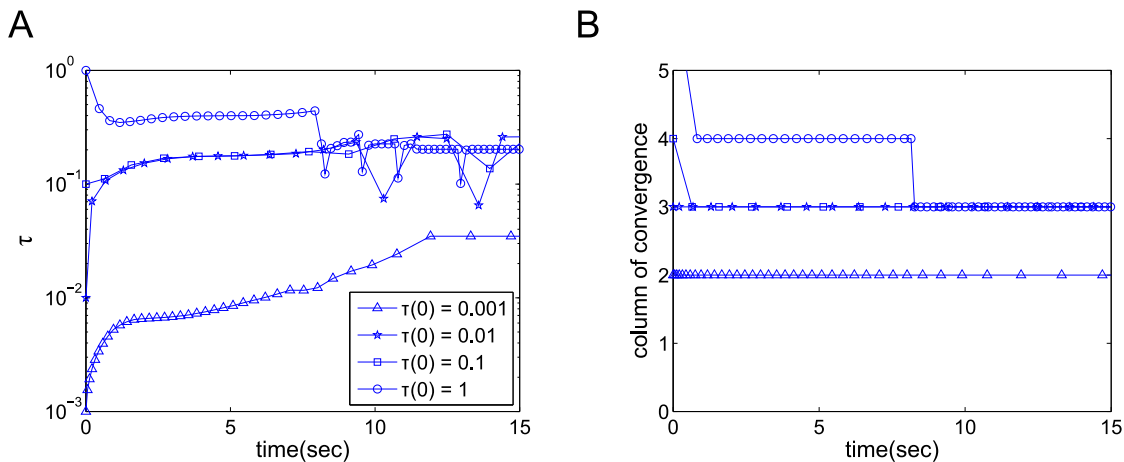 A
B
10⁰
10⁻¹
10⁻²
10⁻³
τ
0
5
10
15
time(sec)
τ(0) = 0.001
τ(0) = 0.01
τ(0) = 0.1
τ(0) = 1
5
4
3
2
1
0
column of convergence
0
5
10
15
time(sec)